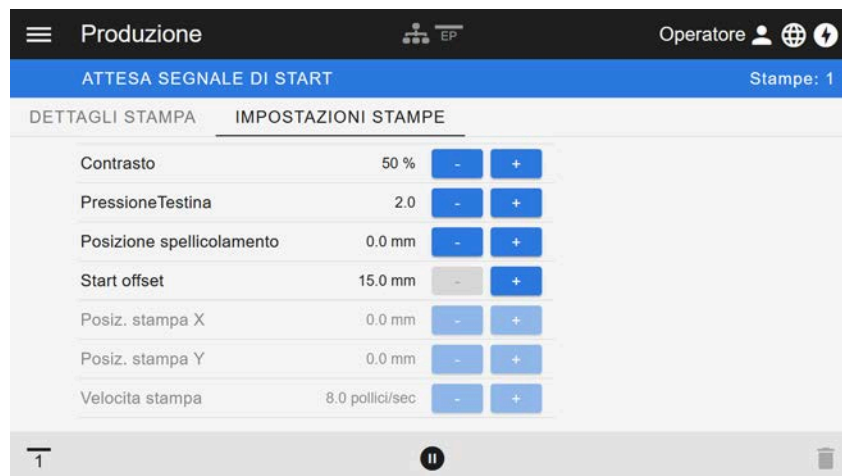 Produzione EP Operatore
ATTESA SEGNALE DI START Stampe: 1
DETTAGLI STAMPA IMPOSTAZIONI STAMPE
Contrasto 50 % - +
PressioneTestina 2.0 - +
Posizione spellicolamento 0.0 mm - +
Start offset 15.0 mm - +
Posiz. stampa X 0.0 mm - +
Posiz. stampa Y 0.0 mm - +
Velocita stampa 8.0 pollici/sec - +
1